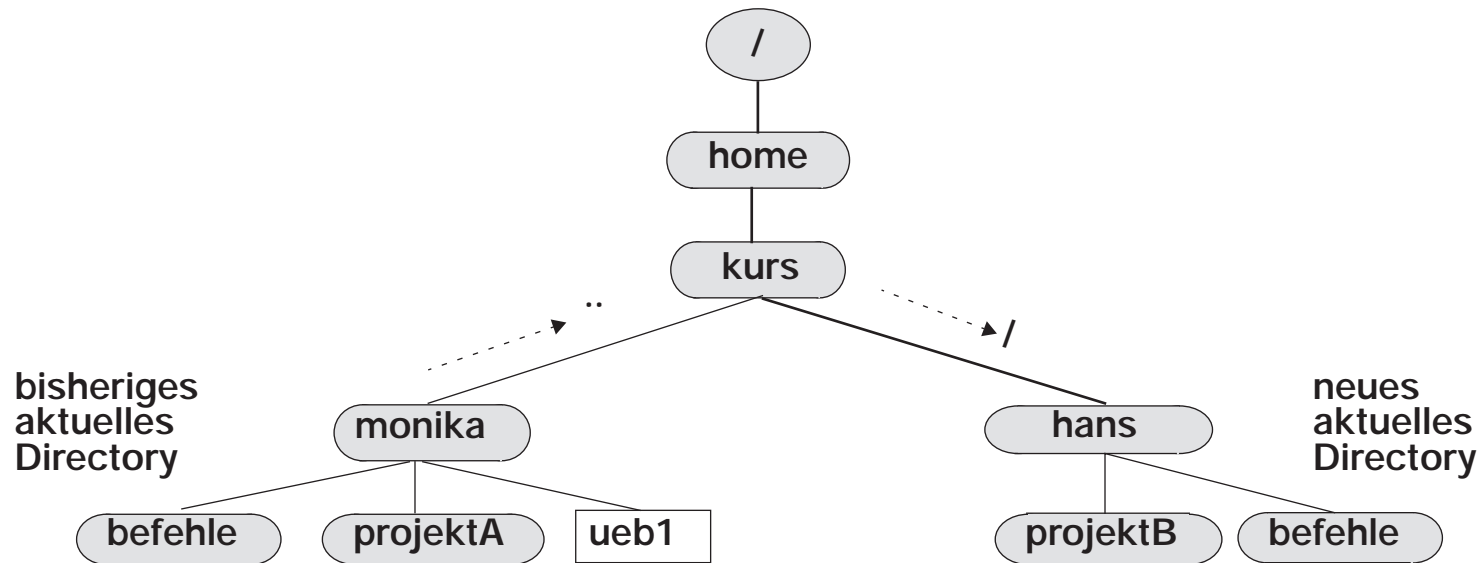 /
home
kurs
..
/
bisheriges
aktuelles
Directory
monika
hans
neues
aktuelles
Directory
befehle
projektA
ueb1
projektB
befehle